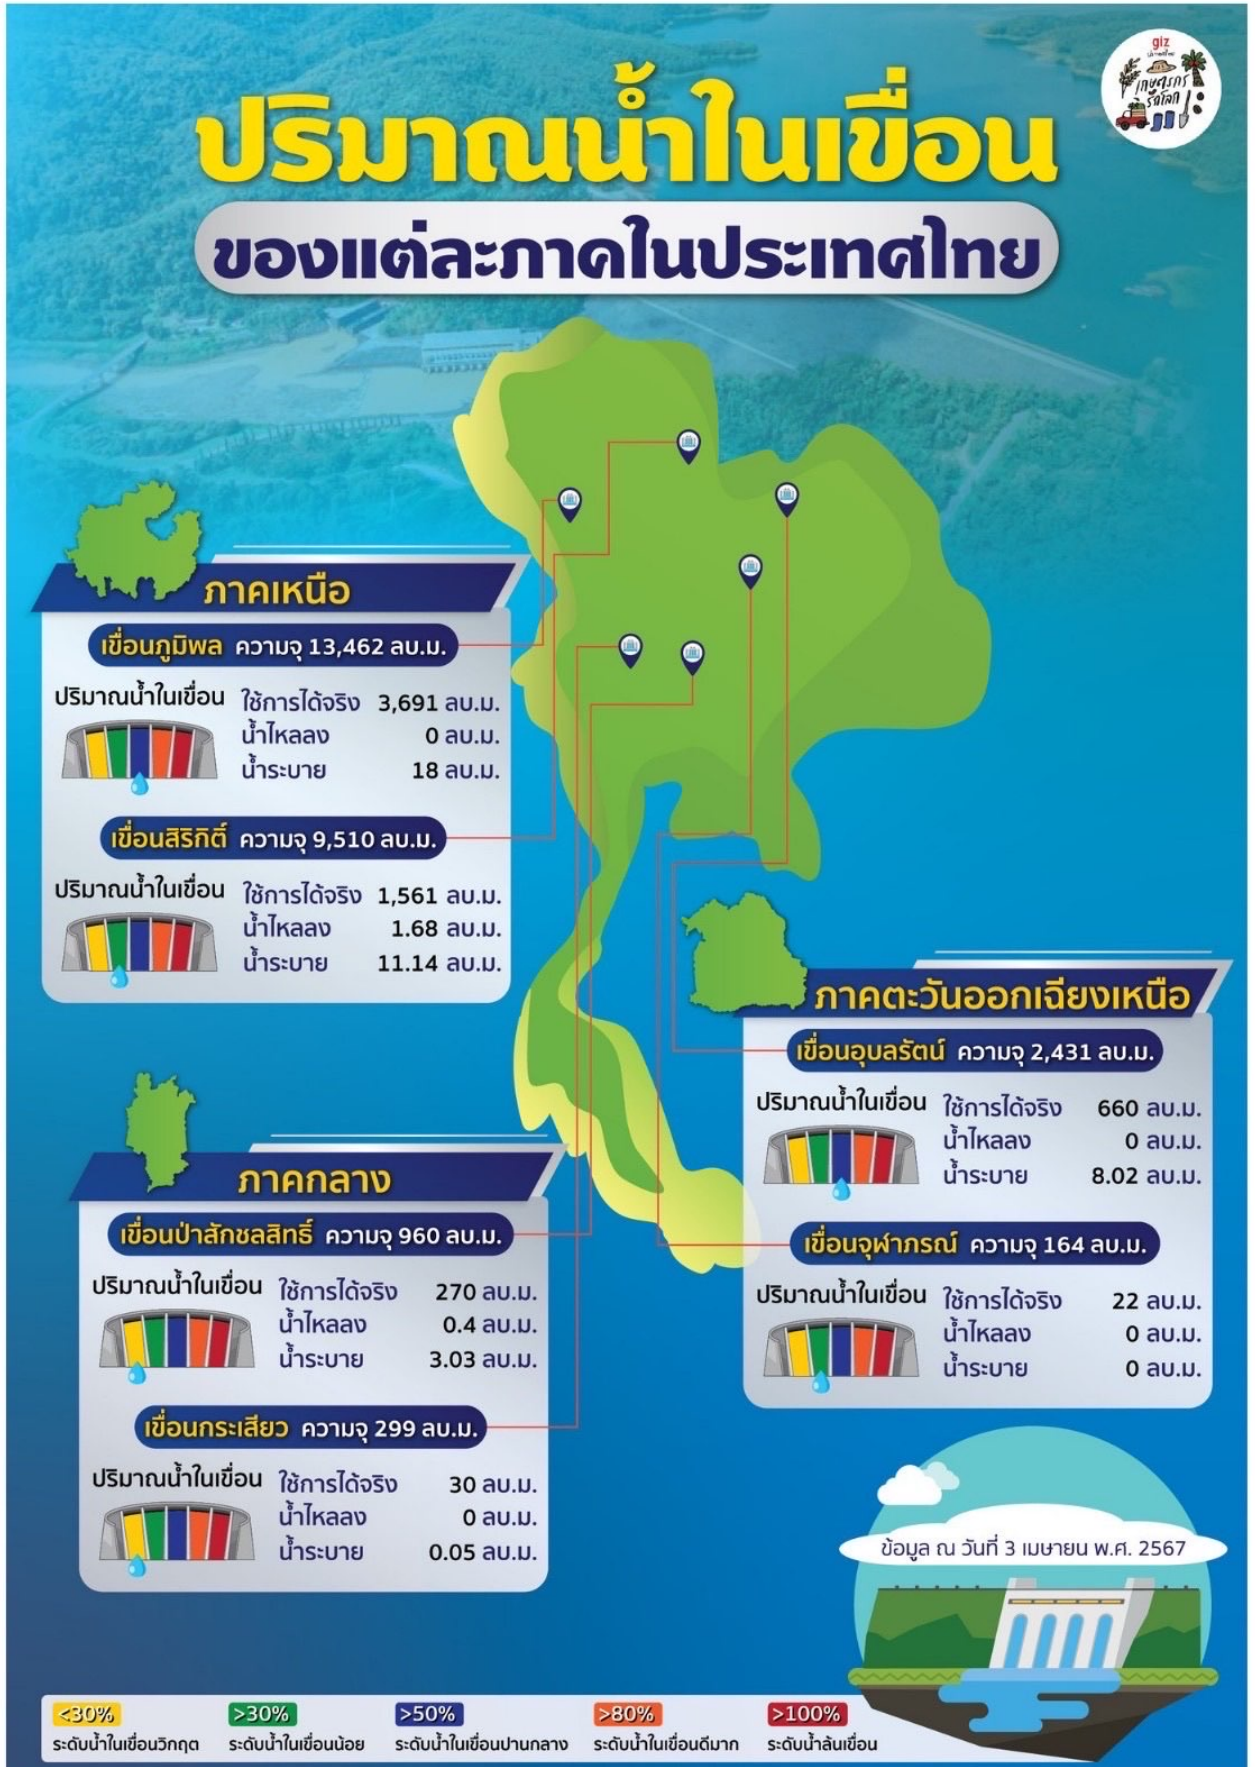 giz
ประเทศไทย
เกษตรกร
รักโลก
ปริมาณน้ำในเขื่อน
ของแต่ละภาคในประเทศไทย
ภาคเหนือ
เขื่อนภูมิพล ความจุ 13,462 ลบ.ม.
ปริมาณน้ำในเขื่อน
ใช้การได้จริง 3,691 ลบ.ม.
น้ำไหลลง 0 ลบ.ม.
น้ำระบาย 18 ลบ.ม.
เขื่อนสิริกิติ์ ความจุ 9,510 ลบ.ม.
ปริมาณน้ำในเขื่อน
ใช้การได้จริง 1,561 ลบ.ม.
น้ำไหลลง 1.68 ลบ.ม.
น้ำระบาย 11.14 ลบ.ม.
ภาคตะวันออกเฉียงเหนือ
เขื่อนอุบลรัตน์ ความจุ 2,431 ลบ.ม.
ปริมาณน้ำในเขื่อน
ใช้การได้จริง 660 ลบ.ม.
น้ำไหลลง 0 ลบ.ม.
น้ำระบาย 8.02 ลบ.ม.
เขื่อนจุฬาภรณ์ ความจุ 164 ลบ.ม.
ปริมาณน้ำในเขื่อน
ใช้การได้จริง 22 ลบ.ม.
น้ำไหลลง 0 ลบ.ม.
น้ำระบาย 0 ลบ.ม.
ภาคกลาง
เขื่อนป่าสักชลสิทธิ์ ความจุ 960 ลบ.ม.
ปริมาณน้ำในเขื่อน
ใช้การได้จริง 270 ลบ.ม.
น้ำไหลลง 0.4 ลบ.ม.
น้ำระบาย 3.03 ลบ.ม.
เขื่อนกระเสียว ความจุ 299 ลบ.ม.
ปริมาณน้ำในเขื่อน
ใช้การได้จริง 30 ลบ.ม.
น้ำไหลลง 0 ลบ.ม.
น้ำระบาย 0.05 ลบ.ม.
ข้อมูล ณ วันที่ 3 เมษายน พ.ศ. 2567
<30% >30% >50% >80% >100%
ระดับน้ำในเขื่อนวิกฤต ระดับน้ำในเขื่อนน้อย ระดับน้ำในเขื่อนปานกลาง ระดับน้ำในเขื่อนดีมาก ระดับน้ำล้นเขื่อน